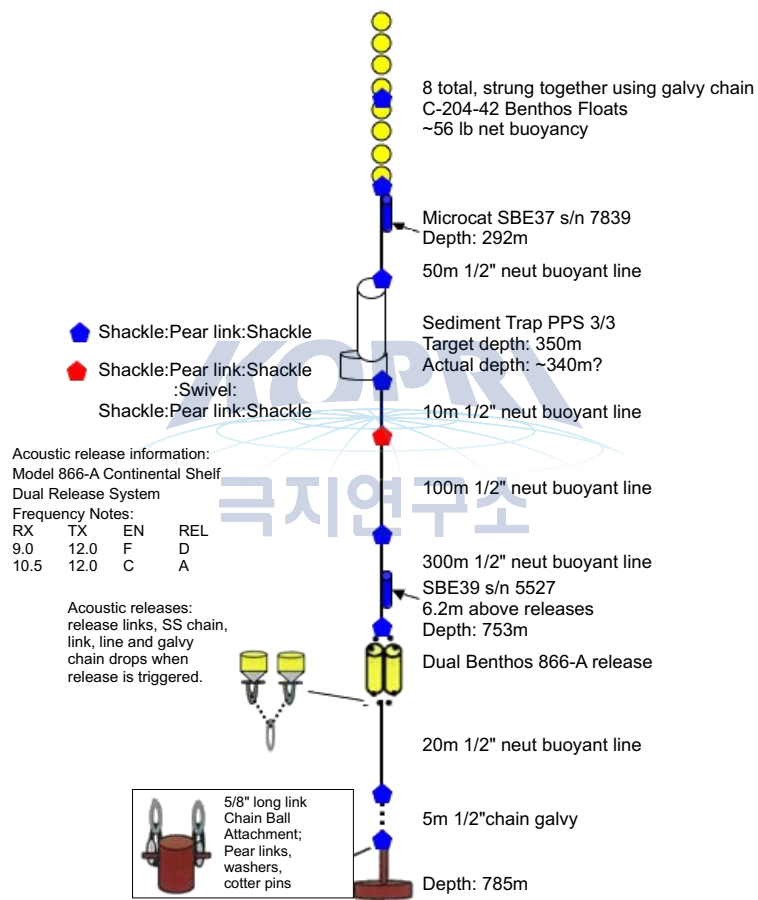 8 total, strung together using galvy chain
C-204-42 Benthos Floats
~56 lb net buoyancy
Microcat SBE37 s/n 7839
Depth: 292m
50m 1/2" neut buoyant line
Sediment Trap PPS 3/3
Target depth: 350m
Actual depth: ~340m?
Shackle:Pear link:Shackle
Shackle:Pear link:Shackle
:Swivel:
Shackle:Pear link:Shackle
10m 1/2" neut buoyant line
KOPRI
극지연구소
Acoustic release information:
Model 866-A Continental Shelf
Dual Release System
Frequency Notes:
RX TX EN REL
9.0 12.0 F D
10.5 12.0 C A
100m 1/2" neut buoyant line
300m 1/2" neut buoyant line
SBE39 s/n 5527
6.2m above releases
Depth: 753m
Acoustic releases:
release links, SS chain,
link, line and galvy
chain drops when
release is triggered.
Dual Benthos 866-A release
20m 1/2" neut buoyant line
5/8" long link
Chain Ball
Attachment;
Pear links,
washers,
cotter pins
5m 1/2"chain galvy
Depth: 785m